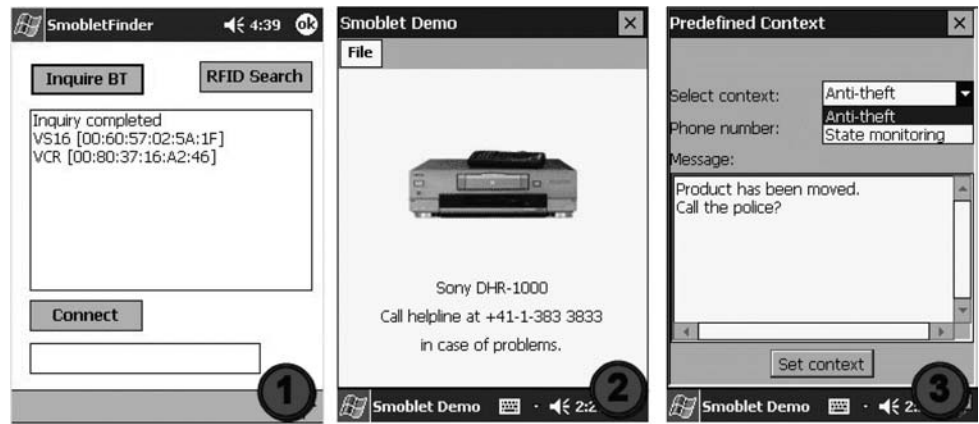 SmobletFinder 4:39 ok
Inquire BT RFID Search
Inquiry completed
VS16 [00:60:57:02:5A:1F]
VCR [00:80:37:16:A2:46]
Connect
1
Smoblet Demo
File
Sony DHR-1000
Call helpline at +41-1-383 3833
in case of problems.
Smoblet Demo
2
Predefined Context
Select context: Anti-theft
Anti-theft
State monitoring
Phone number:
Message:
Product has been moved.
Call the police?
Set context
Smoblet Demo
3